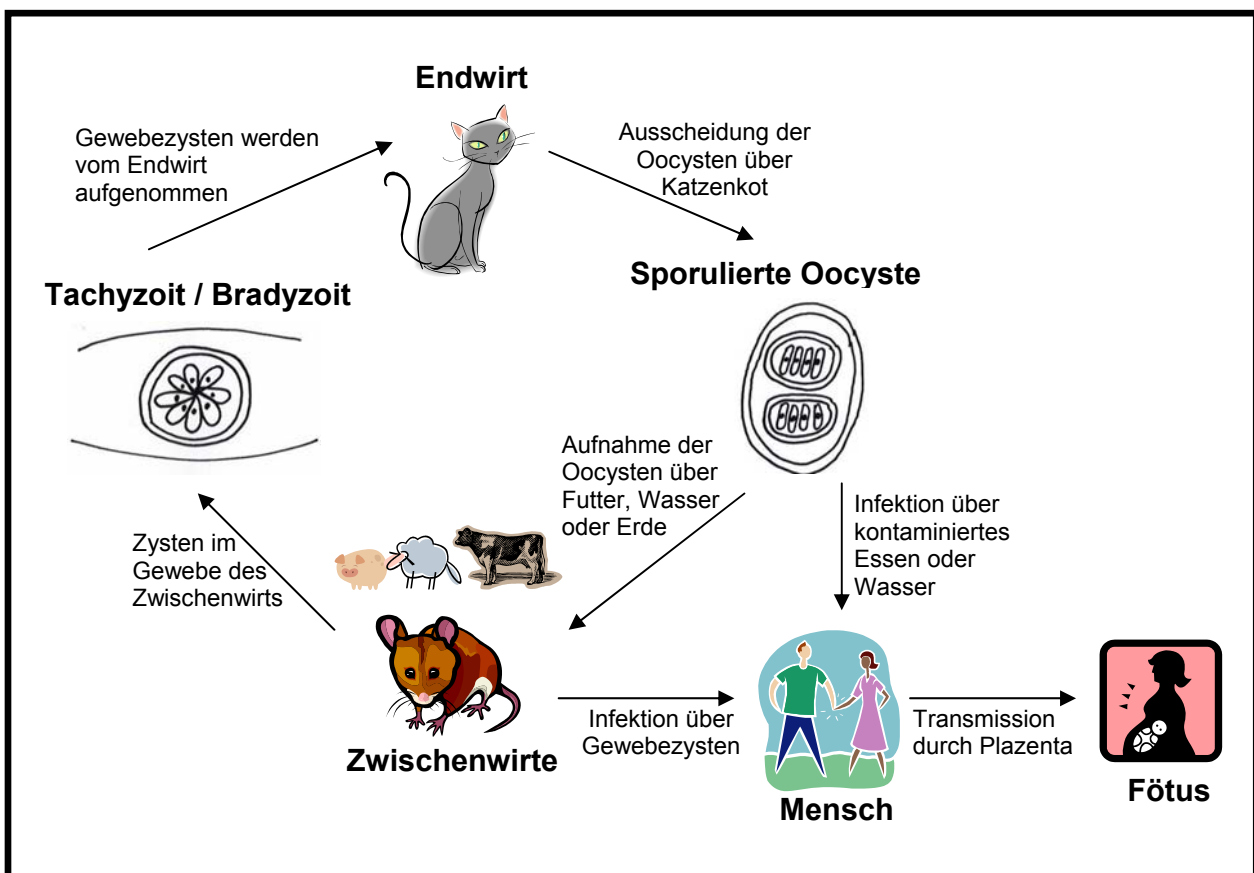 Endwirt
Gewebezysten werden
vom Endwirt
aufgenommen
Ausscheidung der
Oocysten über
Katzenkot
Tachyzoit / Bradyzoit
Sporulierte Oocyste
Aufnahme der
Oocysten über
Futter, Wasser
oder Erde
Infektion über
kontaminiertes
Essen oder
Wasser
Zysten im
Gewebe des
Zwischenwirts
Zwischenwirte
Infektion über
Gewebezysten
Mensch
Transmission
durch Plazenta
Fötus